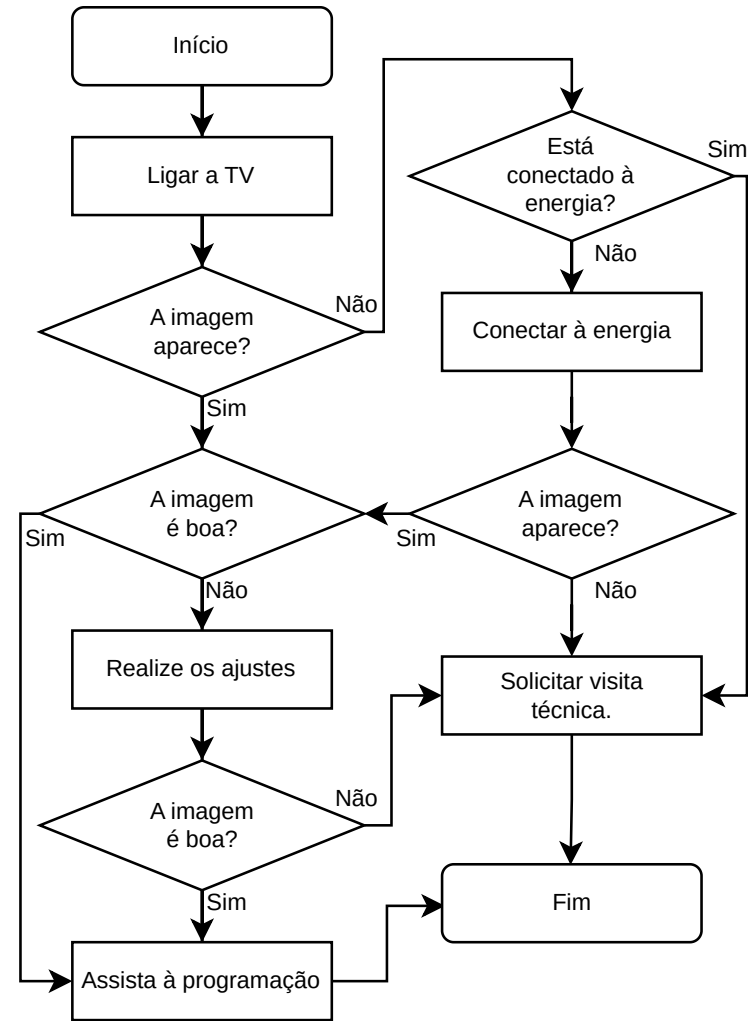 Início
Ligar a TV
A imagem
aparece?
Não
Sim
Está
conectado à
energia?
Sim
Não
Conectar à energia
A imagem
aparece?
Sim
Não
A imagem
é boa?
Sim
Não
Realize os ajustes
A imagem
é boa?
Não
Sim
Solicitar visita
técnica.
Assista à programação
Fim